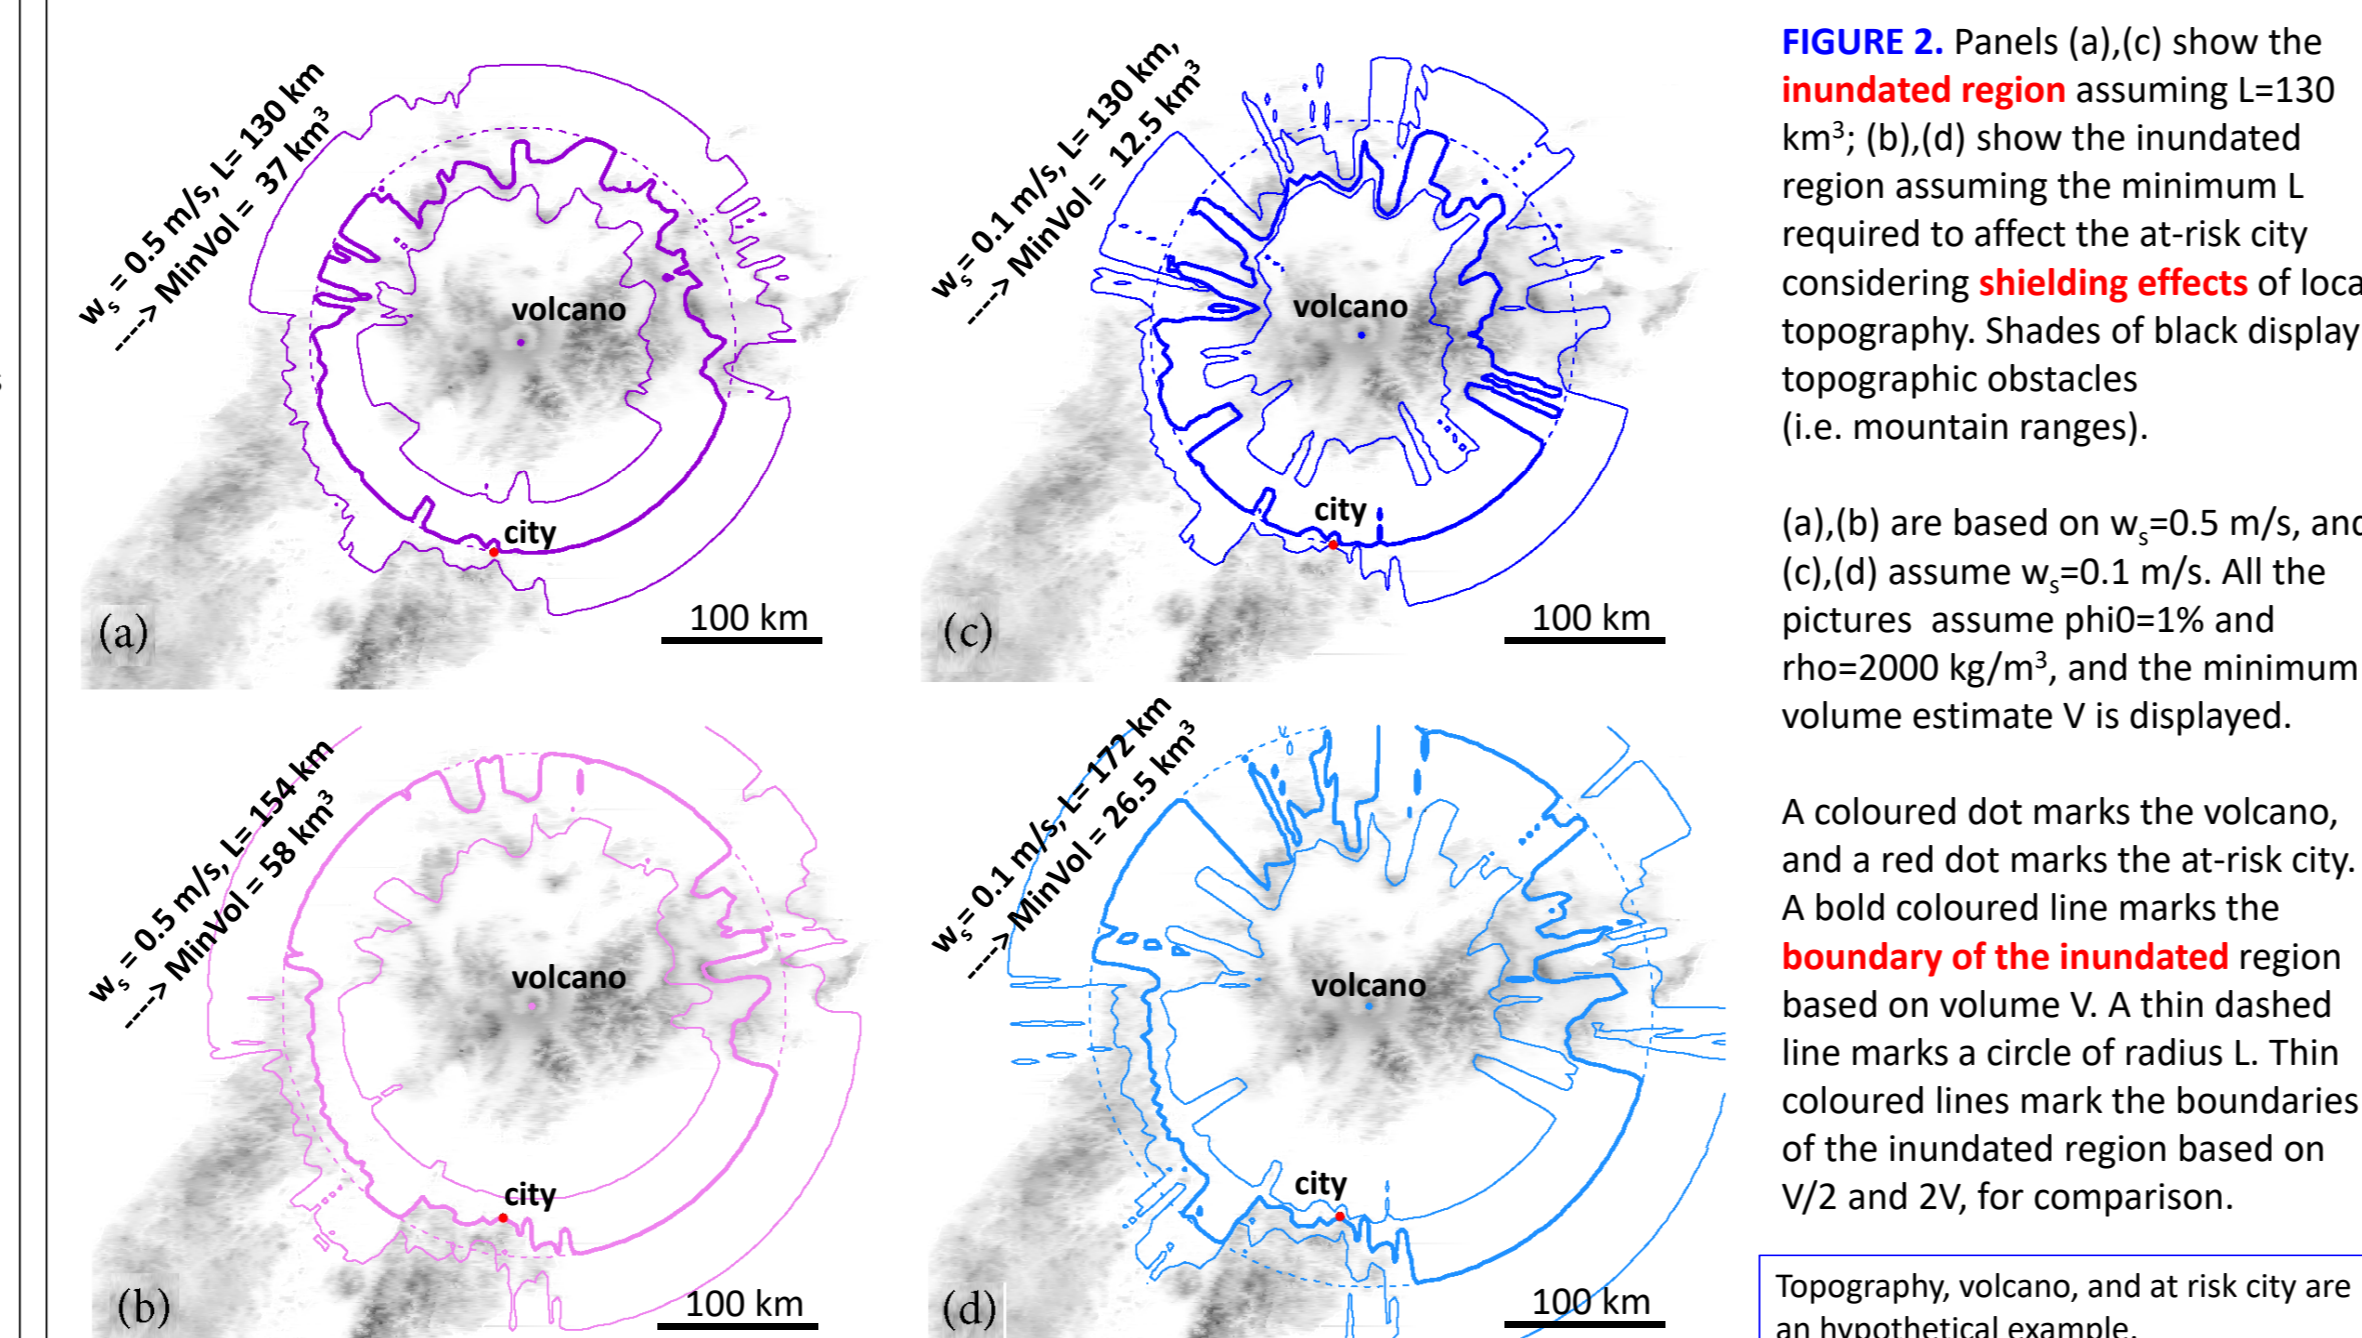 w_s = 0.5 m/s, L= 130 km
----> MinVol = 37 km³
volcano
city
(a)
100 km
w_s = 0.1 m/s, L= 130 km,
----> MinVol = 12.5 km³
volcano
city
(c)
100 km
w_s = 0.5 m/s, L= 154 km
----> MinVol = 58 km³
volcano
city
(b)
100 km
w_s = 0.1 m/s, L= 172 km
----> MinVol = 26.5 km³
volcano
city
(d)
100 km
FIGURE 2. Panels (a),(c) show the
inundated region assuming L=130
km³; (b),(d) show the inundated
region assuming the minimum L
required to affect the at-risk city
considering shielding effects of loca
topography. Shades of black display
topographic obstacles
(i.e. mountain ranges).
(a),(b) are based on w_s=0.5 m/s, and
(c),(d) assume w_s=0.1 m/s. All the
pictures assume phi0=1% and
rho=2000 kg/m³, and the minimum
volume estimate V is displayed.
A coloured dot marks the volcano,
and a red dot marks the at-risk city.
A bold coloured line marks the
boundary of the inundated region
based on volume V. A thin dashed
line marks a circle of radius L. Thin
coloured lines mark the boundaries
of the inundated region based on
V/2 and 2V, for comparison.
Topography, volcano, and at risk city are
an hypothetical example.